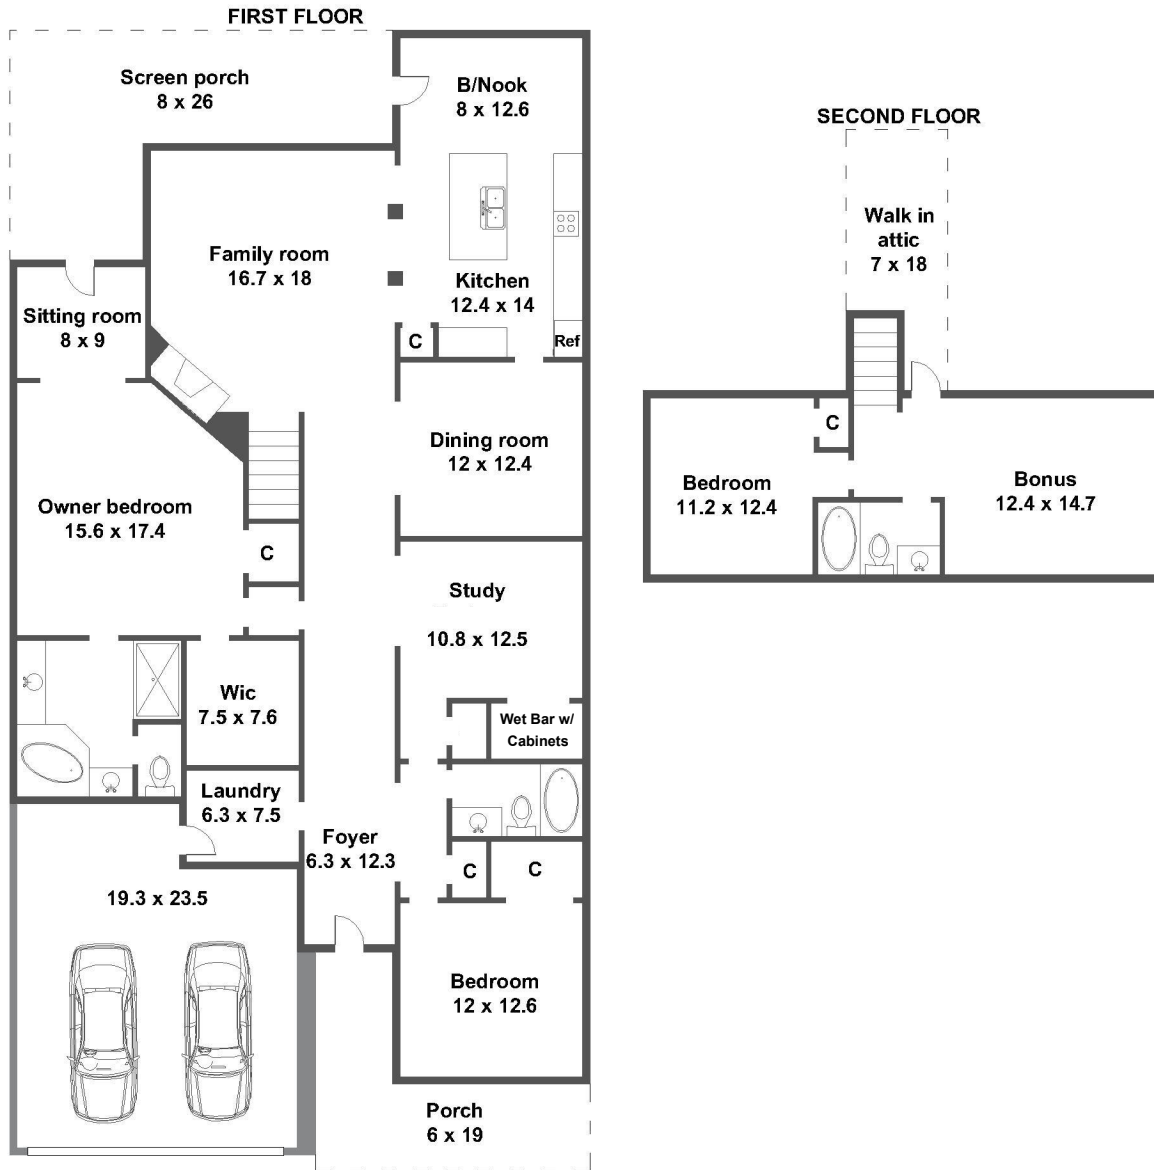 FIRST FLOOR
Screen porch
8 x 26
B/Nook
8 x 12.6
Family room
16.7 x 18
Kitchen
12.4 x 14
Sitting room
8 x 9
C
Ref
Dining room
12 x 12.4
Owner bedroom
15.6 x 17.4
C
Study
10.8 x 12.5
Wic
7.5 x 7.6
Wet Bar w/
Cabinets
Laundry
6.3 x 7.5
Foyer
6.3 x 12.3
C
C
19.3 x 23.5
Bedroom
12 x 12.6
Porch
6 x 19
SECOND FLOOR
Walk in
attic
7 x 18
C
Bedroom
11.2 x 12.4
Bonus
12.4 x 14.7